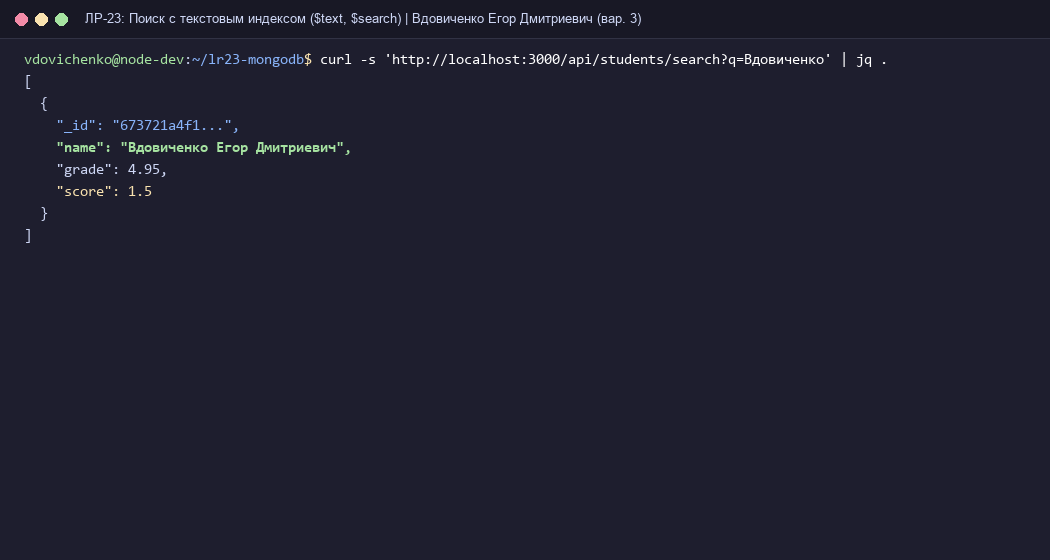 ЛР-23: Поиск с текстовым индексом ($text, $search) | Вдовиченко Егор Дмитриевич (вар. 3)
vdovichenko@node-dev:~/lr23-mongodb$ curl -s 'http://localhost:3000/api/students/search?q=Вдовиченко' | jq .
[
  {
    "_id": "673721a4f1...",
    "name": "Вдовиченко Егор Дмитриевич",
    "grade": 4.95,
    "score": 1.5
  }
]